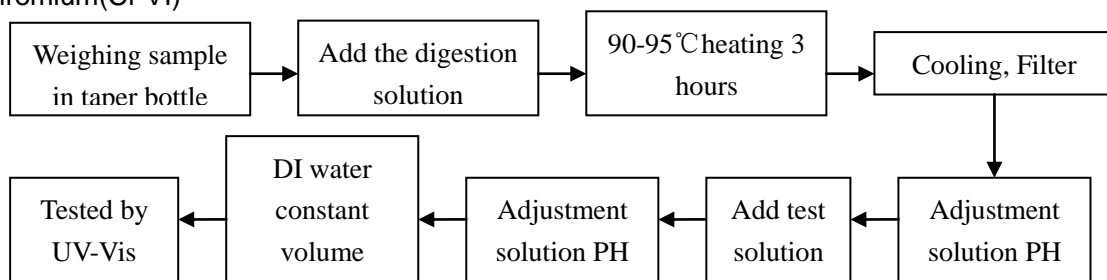 hromium(Cr VI)
Weighing sample
in taper bottle
Add the digestion
solution
90-95℃heating 3
hours
Cooling, Filter
Adjustment
solution PH
Add test
solution
Adjustment
solution PH
DI water
constant
volume
Tested by
UV-Vis